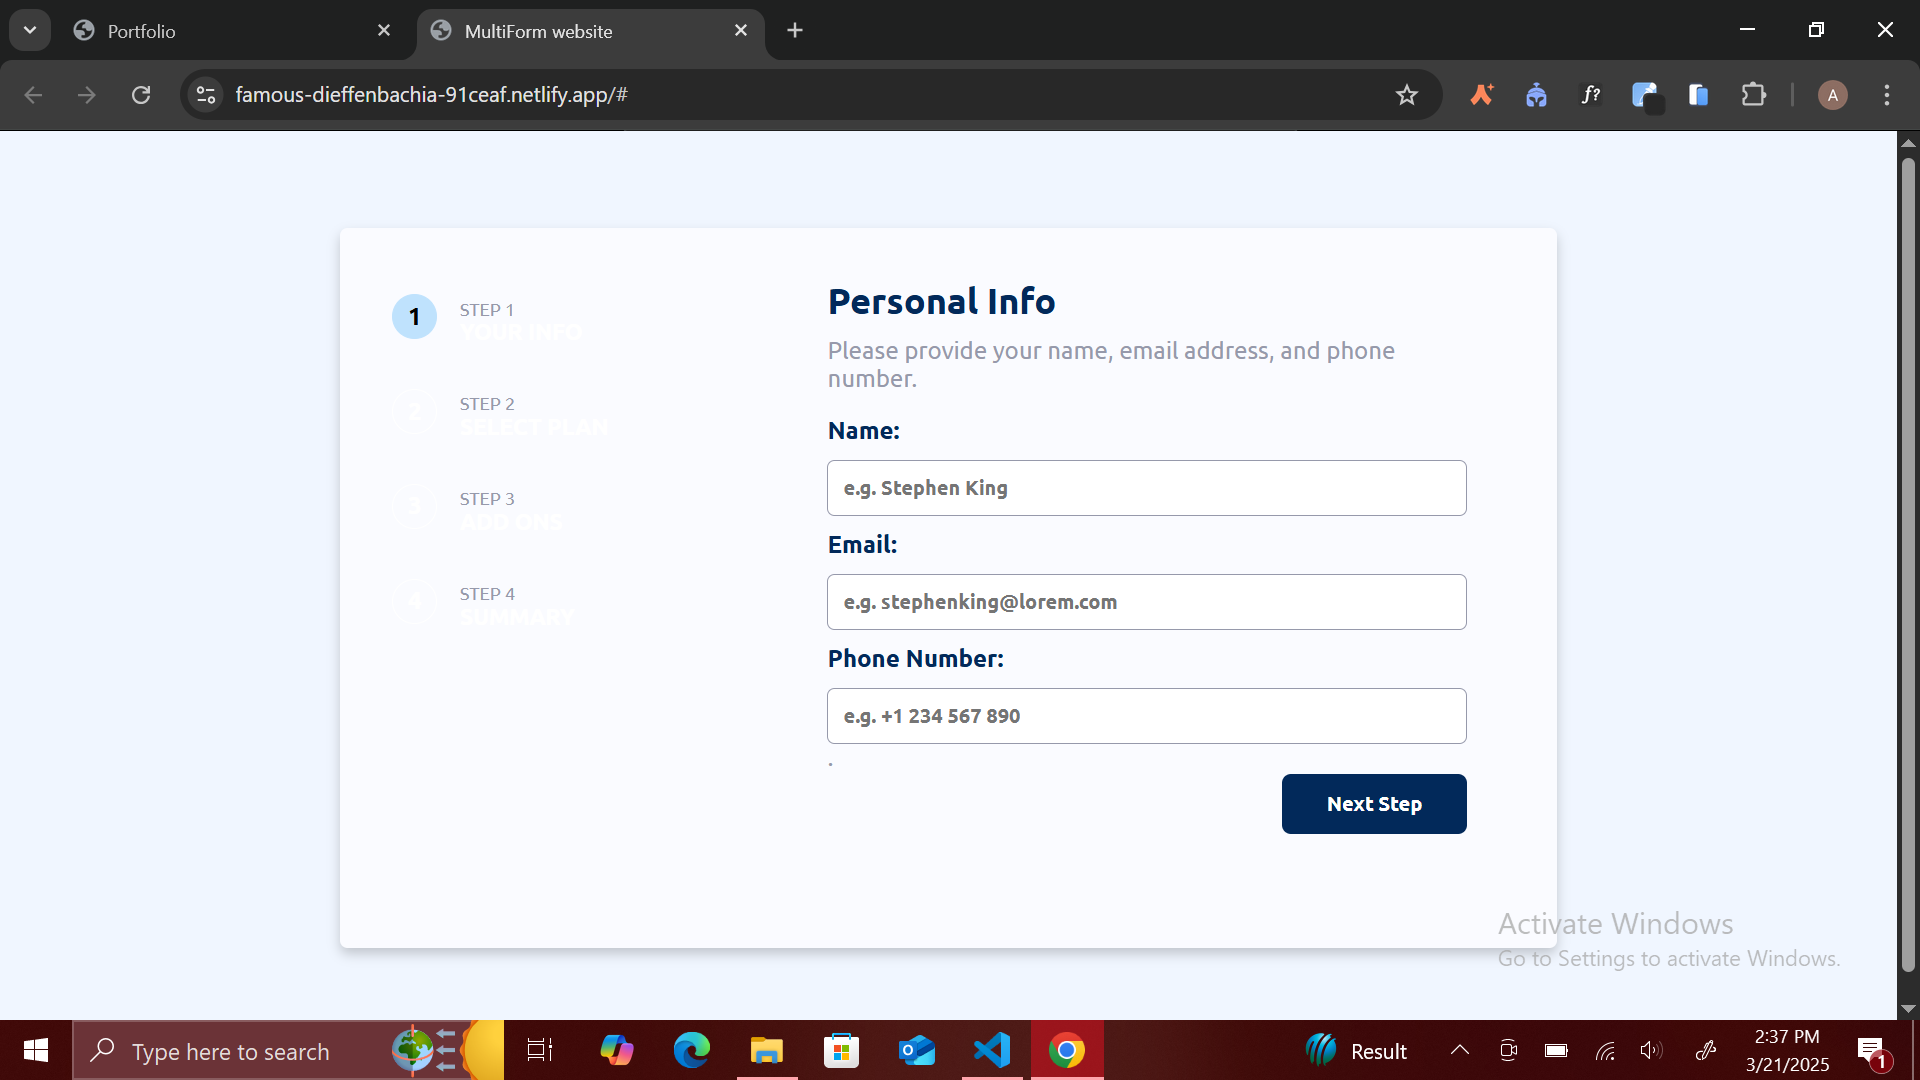 Portfolio
MultiForm website
famous-dieffenbachia-91ceaf.netlify.app/#
f?
A
1
STEP 1
YOUR INFO
2
STEP 2
SELECT PLAN
3
STEP 3
ADD ONS
4
STEP 4
SUMMARY
Personal Info
Please provide your name, email address, and phone
number.
Name:
e.g. Stephen King
Email:
e.g. stephenking@lorem.com
Phone Number:
e.g. +1 234 567 890
.
Next Step
Activate Windows
Go to Settings to activate Windows.
Type here to search
Result
2:37 PM
3/21/2025
1